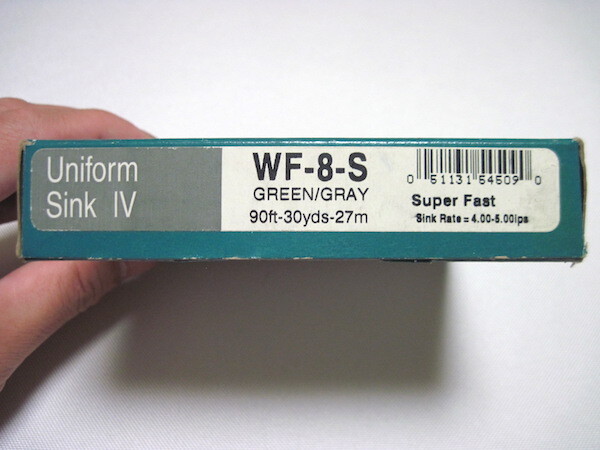 Uniform
Sink IV
WF-8-S
GREEN/GRAY
90ft-30yds-27m
0 51131 54509 0
Super Fast
Sink Rate = 4.00-5.00ips